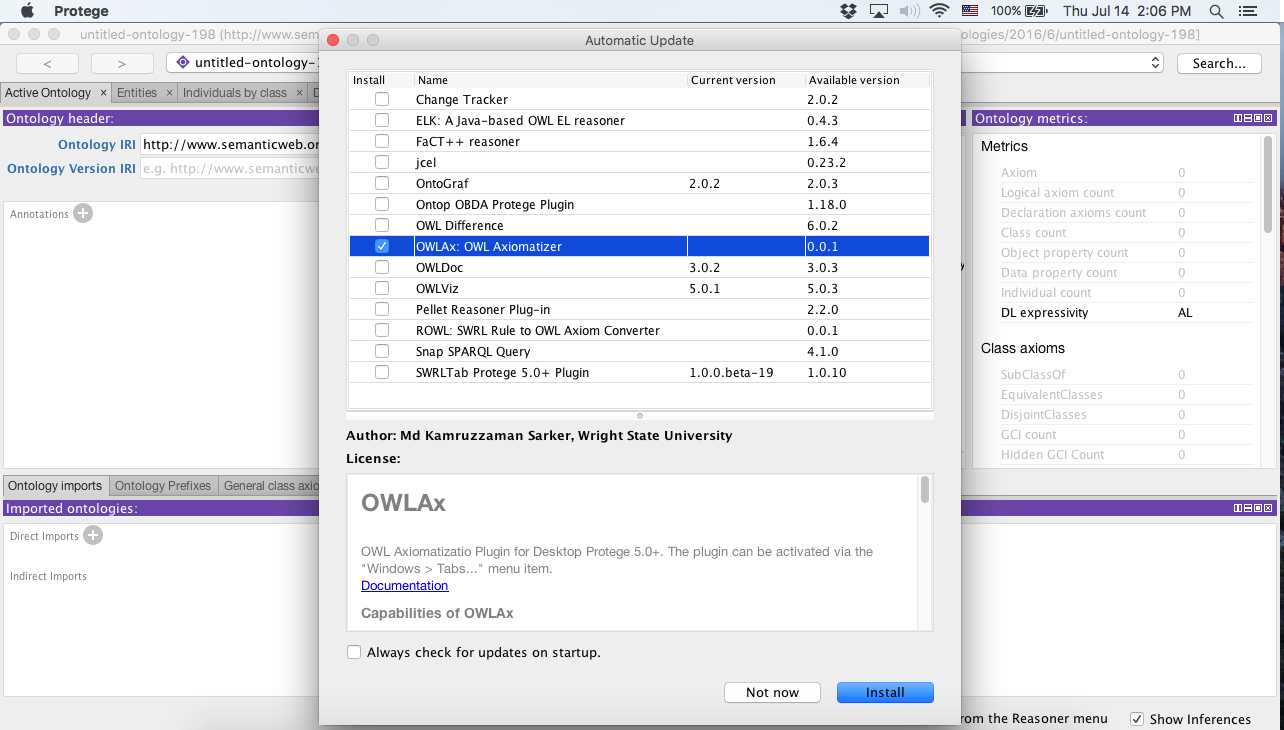 Protege
100%
Thu Jul 14 2:06 PM
untitled-ontology-198 (http://www.sem
ologies/2016/6/untitled-ontology-198]
Automatic Update
<
>
untitled-ontology-
Search...
Active Ontology ×
Entities ×
Individuals by class ×
Ontology header:
Ontology IRI
http://www.semanticweb.or
Ontology Version IRI
e.g. http://www.semanticwe
Annotations
Install Name Current version Available version
Change Tracker 2.0.2
ELK: A Java-based OWL EL reasoner 0.4.3
FaCT++ reasoner 1.6.4
jcel 0.23.2
OntoGraf 2.0.2 2.0.3
Ontop OBDA Protege Plugin 1.18.0
OWL Difference 6.0.2
OWLAx: OWL Axiomatizer 0.0.1
OWLDoc 3.0.2 3.0.3
OWLViz 5.0.1 5.0.3
Pellet Reasoner Plug-in 2.2.0
ROWL: SWRL Rule to OWL Axiom Converter 0.0.1
Snap SPARQL Query 4.1.0
SWRLTab Protege 5.0+ Plugin 1.0.0.beta-19 1.0.10
Author: Md Kamruzzaman Sarker, Wright State University
License:
OWLAx
OWL Axiomatizatio Plugin for Desktop Protege 5.0+. The plugin can be activated via the
"Windows > Tabs..." menu item.
Documentation
Capabilities of OWLAx
Always check for updates on startup.
Not now
Install
Ontology metrics:
Metrics
Axiom 0
Logical axiom count 0
Declaration axioms count 0
Class count 0
Object property count 0
Data property count 0
Individual count 0
DL expressivity AL
Class axioms
SubClassOf 0
EquivalentClasses 0
DisjointClasses 0
GCI count 0
Hidden GCI Count 0
Ontology imports
Ontology Prefixes
General class axio
Imported ontologies:
Direct Imports
Indirect Imports
rom the Reasoner menu
Show Inferences